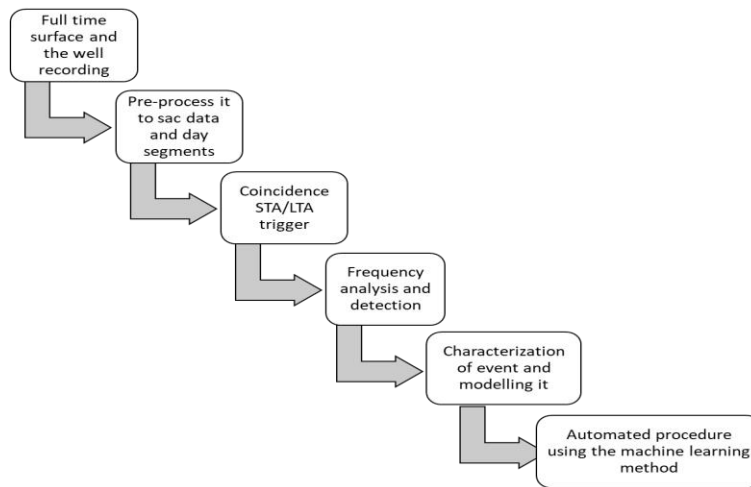 Full time
surface and
the well
recording
Pre-process it
to sac data
and day
segments
Coincidence
STA/LTA
trigger
Frequency
analysis and
detection
Characterization
of event and
modelling it
Automated procedure
using the machine learning
method